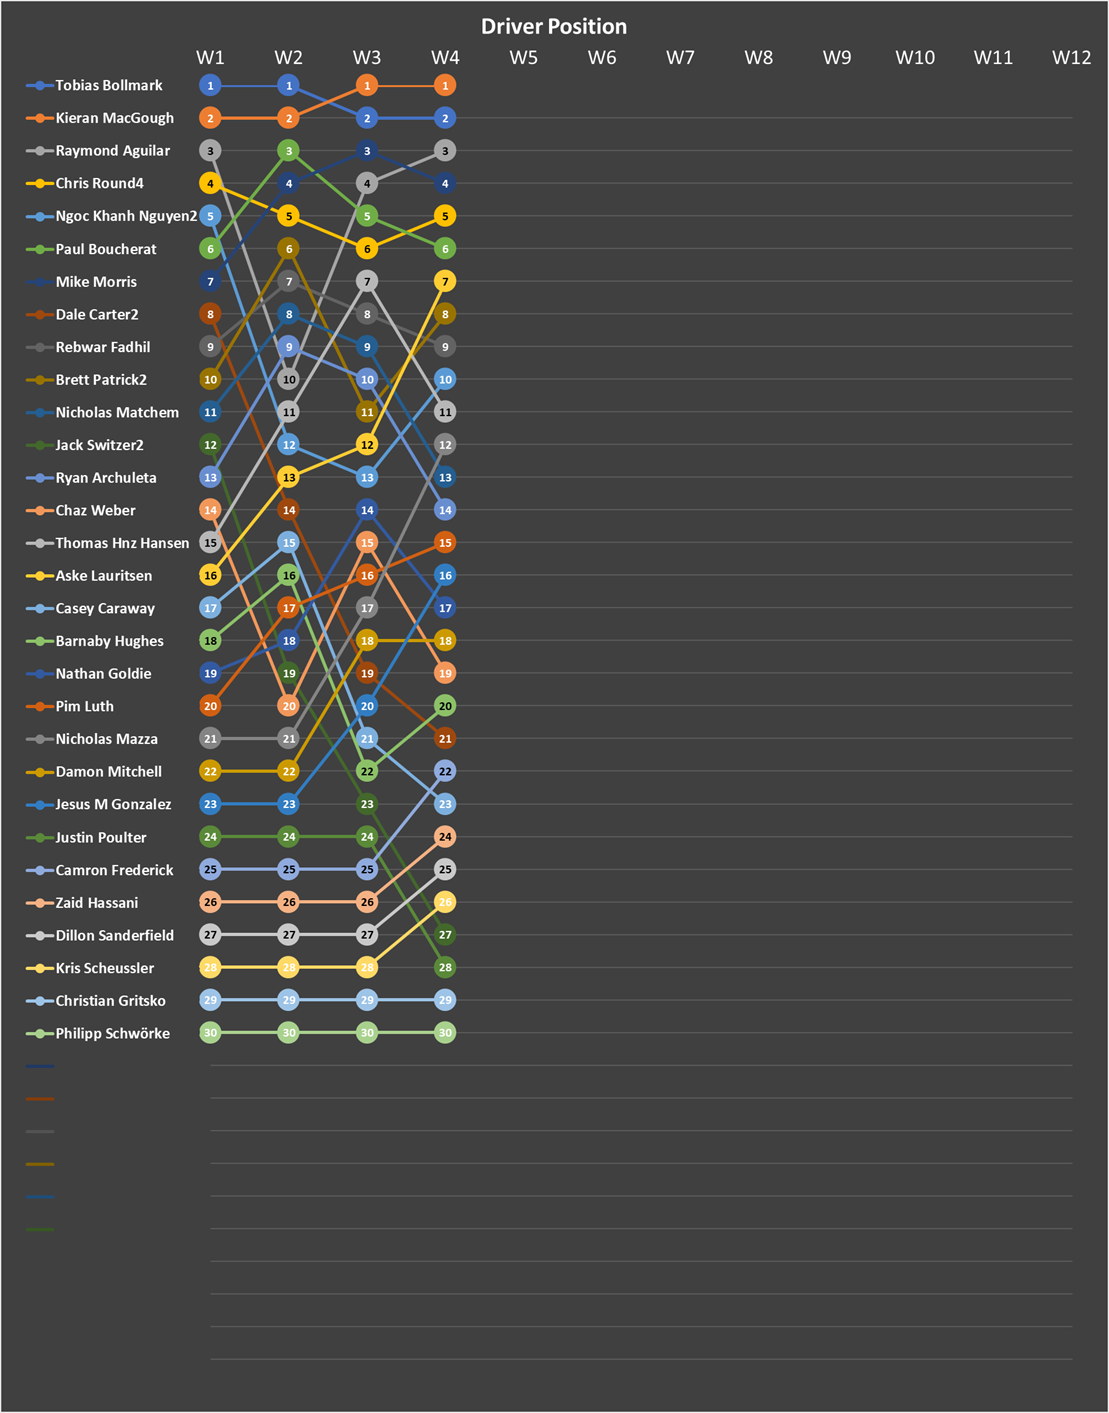 Driver Position
W1 W2 W3 W4 W5 W6 W7 W8 W9 W10 W11 W12
Tobias Bollmark 1 1 1 1
Kieran MacGough 2 2 2 2
Raymond Aguilar 3 3 3 3
Chris Round4 4 4 4 4
Ngoc Khanh Nguyen2 5 5 5 5
Paul Boucherat 6 6 6 6
Mike Morris 7 7 7 7
Dale Carter2 8 8 8 8
Rebwar Fadhil 9 9 9 9
Brett Patrick2 10 10 10 10
Nicholas Matchem 11 11 11 11
Jack Switzer2 12 12 12 12
Ryan Archuleta 13 13 13 13
Chaz Weber 14 14 14 14
Thomas Hnz Hansen 15 15 15 15
Aske Lauritsen 16 16 16 16
Casey Caraway 17 17 17 17
Barnaby Hughes 18 18 18 18
Nathan Goldie 19 19 19 19
Pim Luth 20 20 20 20
Nicholas Mazza 21 21 21 21
Damon Mitchell 22 22 22 22
Jesus M Gonzalez 23 23 23 23
Justin Poulter 24 24 24 24
Camron Frederick 25 25 25 25
Zaid Hassani 26 26 26 26
Dillon Sanderfield 27 27 27 27
Kris Scheussler 28 28 28 28
Christian Gritsko 29 29 29 29
Philipp Schwörke 30 30 30 30